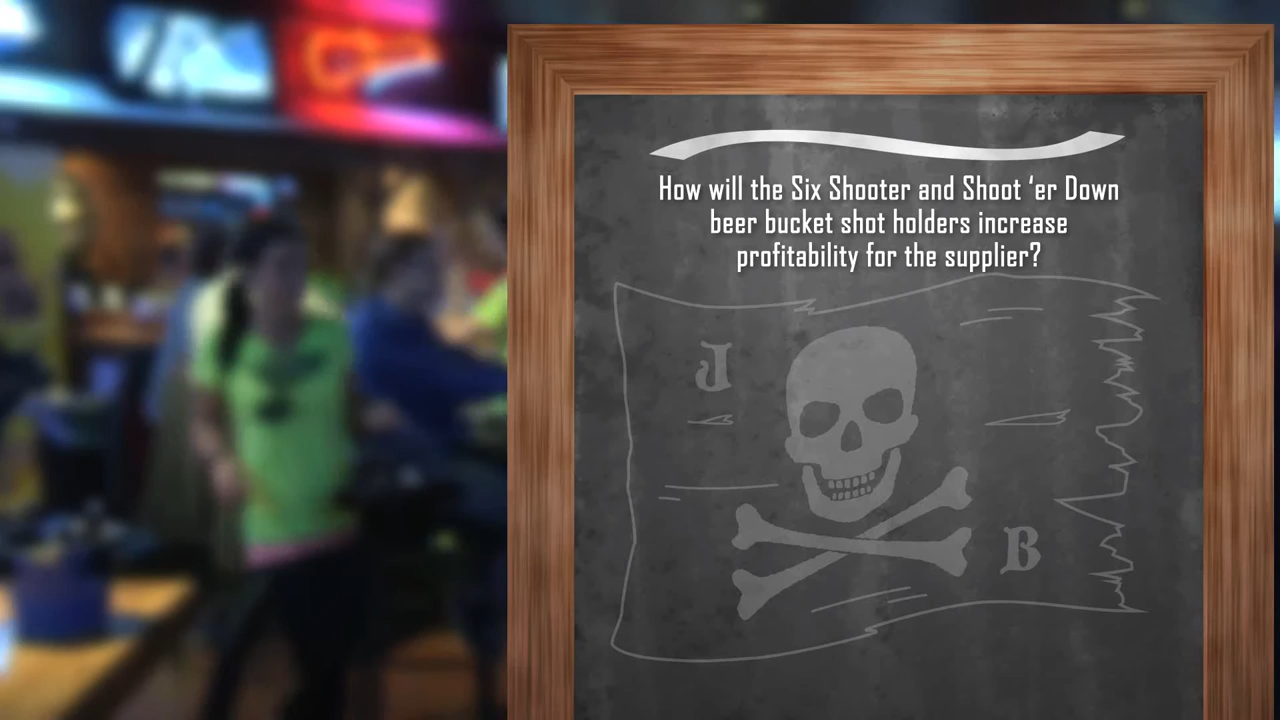 How will the Six Shooter and Shoot ‘er Down
beer bucket shot holders increase
profitability for the supplier?
J
B